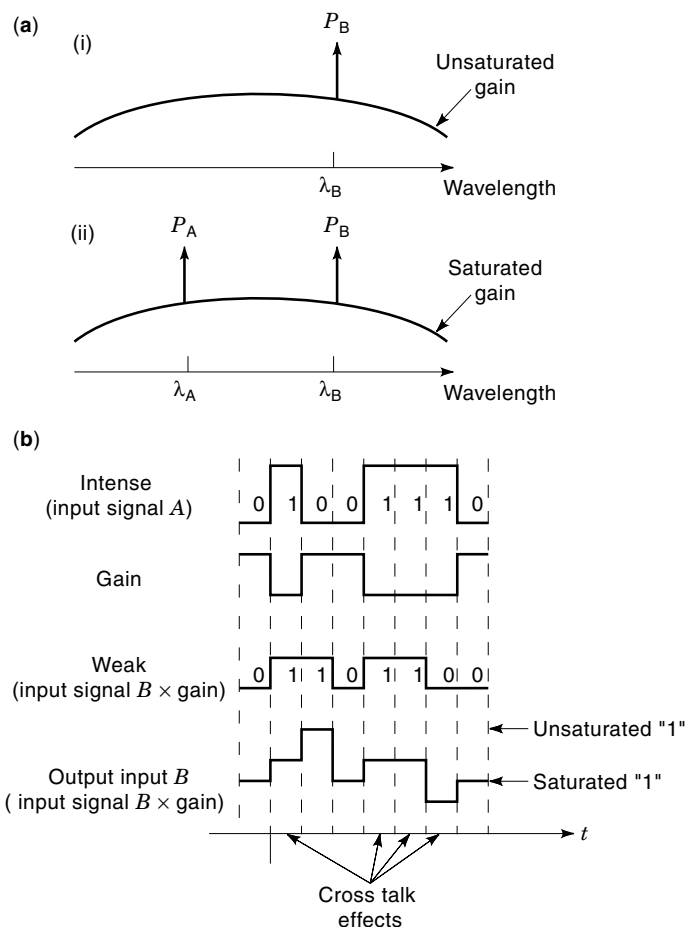 (a)
(i)
P_B
Unsaturated
gain
λ_B
Wavelength
(ii)
P_A
P_B
Saturated
gain
λ_A
λ_B
Wavelength
(b)
Intense
(input signal A)
0 1 0 0 1 1 1 0
Gain
Weak
(input signal B × gain)
0 1 1 0 1 1 0 0
Unsaturated "1"
Output input B
( input signal B × gain)
Saturated "1"
t
Cross talk
effects